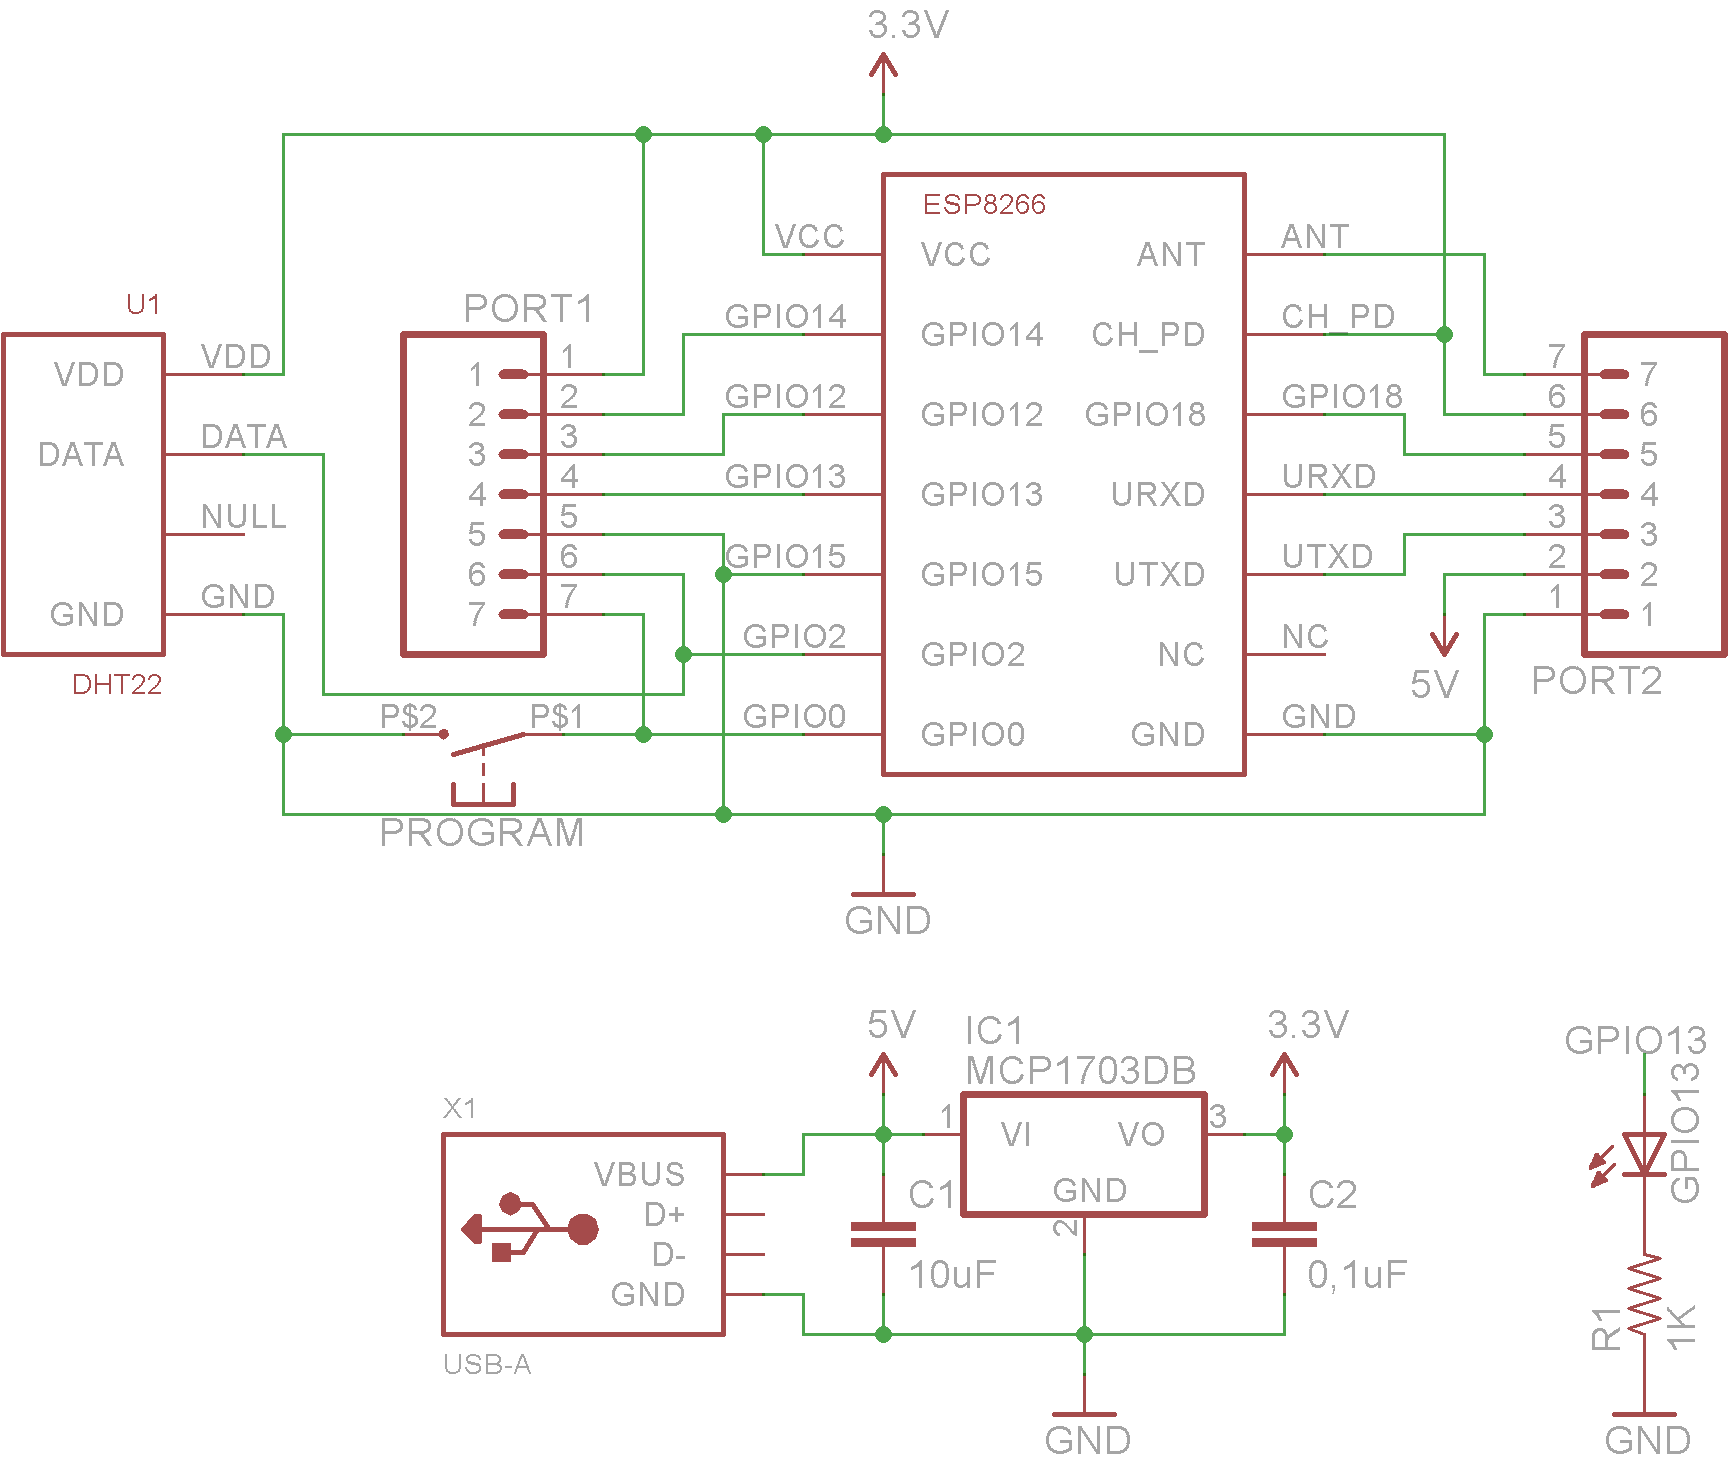 3.3V
ESP8266
VCC
VCC
ANT
ANT
U1
PORT1
GPIO14
GPIO14
CH_PD
CH_PD
VDD
VDD
1
1
7
7
2
2
GPIO12
GPIO12
GPIO18
GPIO18
6
6
DATA
DATA
3
3
5
5
4
4
GPIO13
GPIO13
URXD
URXD
4
4
NULL
5
5
3
3
6
6
GPIO15
GPIO15
UTXD
UTXD
2
2
GND
GND
7
7
1
1
GPIO2
GPIO2
NC
NC
DHT22
5V
PORT2
P$2
P$1
GPIO0
GPIO0
GND
GND
PROGRAM
GND
5V
IC1
MCP1703DB
3.3V
GPIO13
GPIO13
X1
1
VI
VO
3
VBUS
D+
D-
GND
C1
10uF
GND
2
C2
0,1uF
R1
1K
USB-A
GND
GND